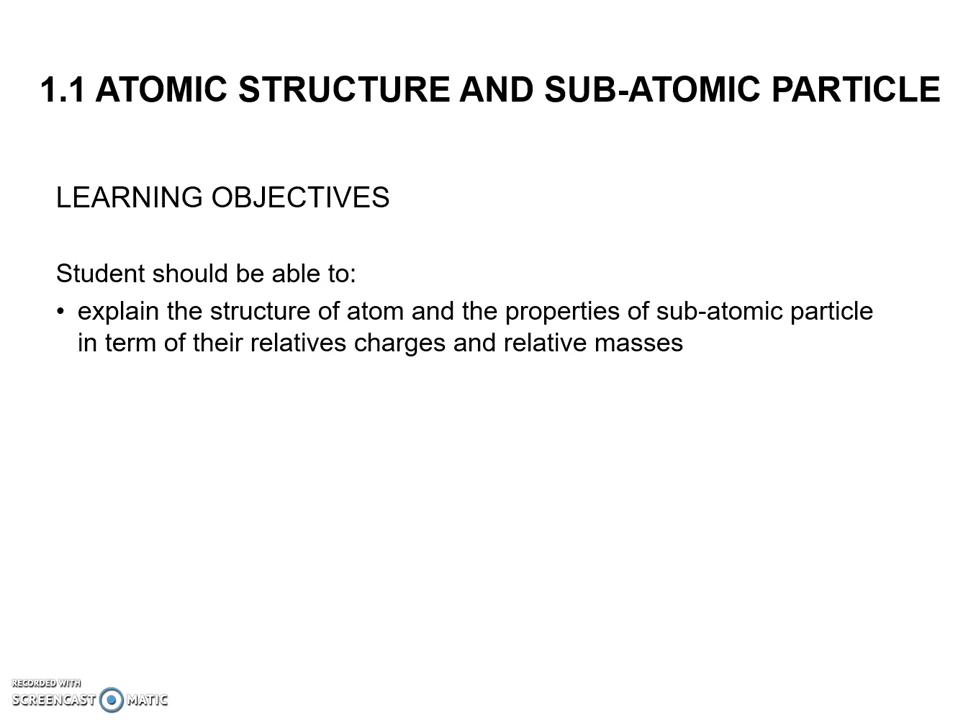 1.1 ATOMIC STRUCTURE AND SUB-ATOMIC PARTICLE
LEARNING OBJECTIVES
Student should be able to:
• explain the structure of atom and the properties of sub-atomic particle
in term of their relatives charges and relative masses
RECORDED WITH
SCREENCAST MATIC